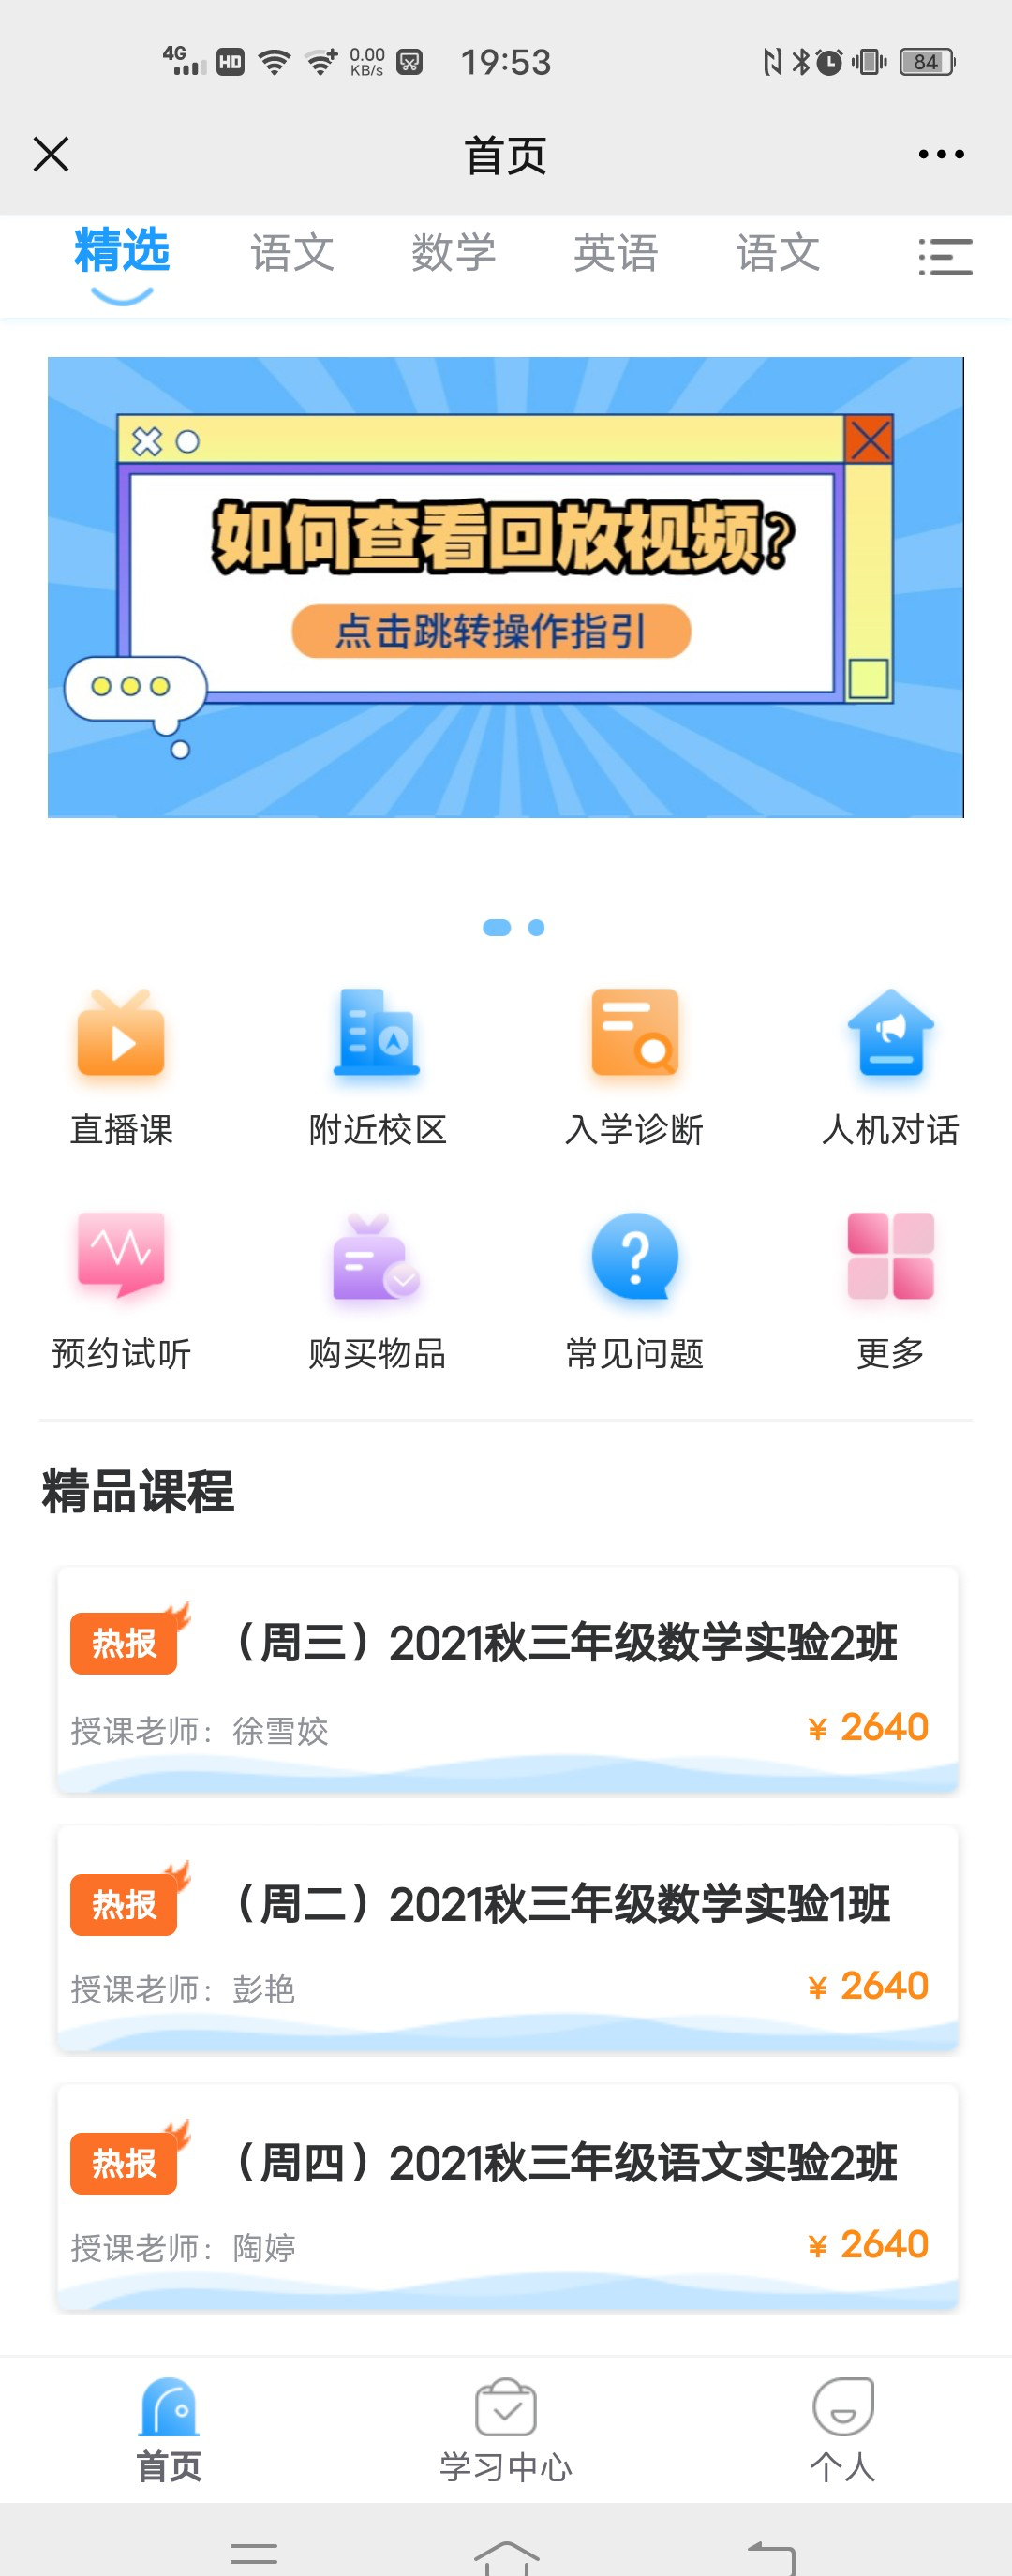 4G HD 0.00 KB/s 19:53 84
首页
精选 语文 数学 英语 语文
如何查看回放视频?
点击跳转操作指引
直播课 附近校区 入学诊断 人机对话
预约试听 购买物品 常见问题 更多
精品课程
热报 （周三）2021秋三年级数学实验2班
授课老师：徐雪姣 ¥ 2640
热报 （周二）2021秋三年级数学实验1班
授课老师：彭艳 ¥ 2640
热报 （周四）2021秋三年级语文实验2班
授课老师：陶婷 ¥ 2640
首页 学习中心 个人